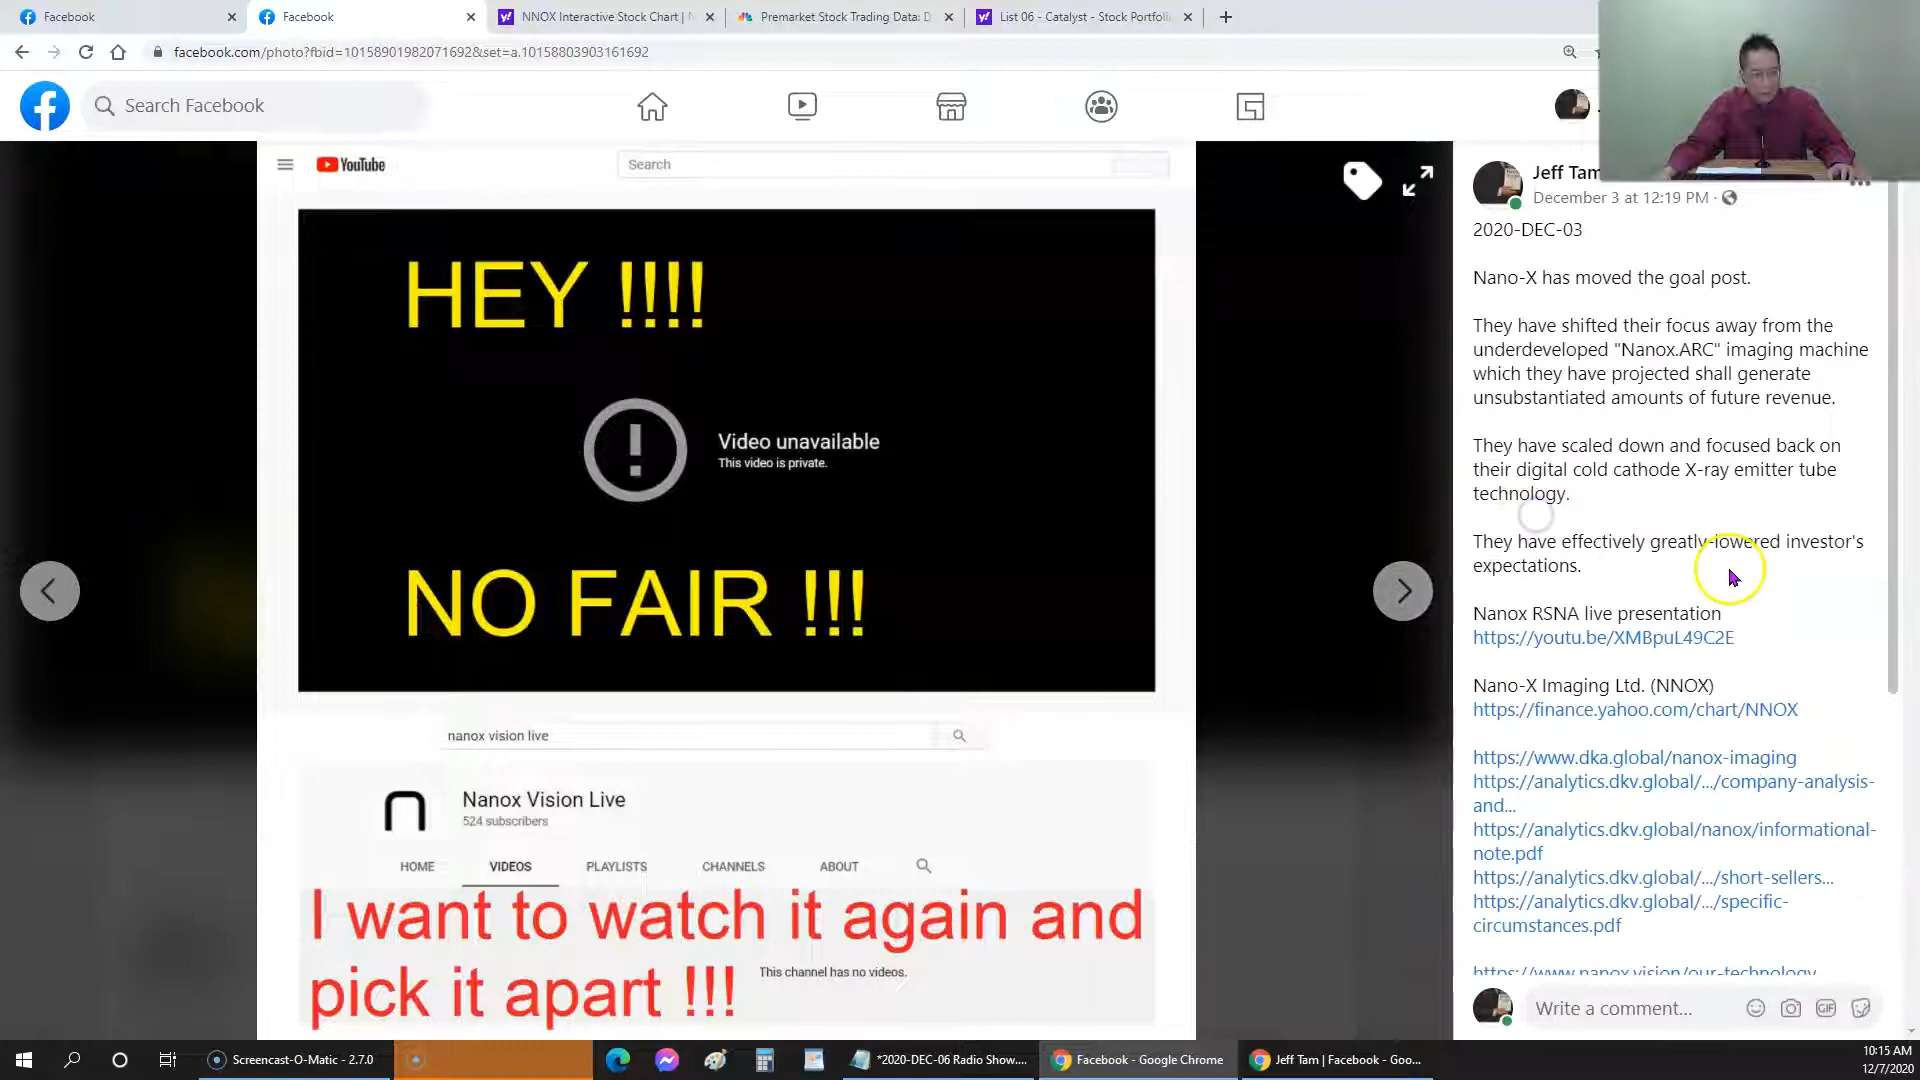 Facebook
Facebook
NNOX Interactive Stock Chart |
Premarket Stock Trading Data:
List 06 - Catalyst - Stock Portfoli
facebook.com/photo?fbid=10158901982071692&set=a.10158803903161692
Search Facebook
YouTube
Search
HEY !!!!
Video unavailable
This video is private.
NO FAIR !!!
nanox vision live
Nanox Vision Live
524 subscribers
HOME
VIDEOS
PLAYLISTS
CHANNELS
ABOUT
I want to watch it again and
This channel has no videos.
pick it apart !!!
Jeff Tam
December 3 at 12:19 PM ·
2020-DEC-03
Nano-X has moved the goal post.
They have shifted their focus away from the
underdeveloped "Nanox.ARC" imaging machine
which they have projected shall generate
unsubstantiated amounts of future revenue.
They have scaled down and focused back on
their digital cold cathode X-ray emitter tube
technology.
They have effectively greatly lowered investor's
expectations.
Nanox RSNA live presentation
https://youtu.be/XMBpuL49C2E
Nano-X Imaging Ltd. (NNOX)
https://finance.yahoo.com/chart/NNOX
https://www.dka.global/nanox-imaging
https://analytics.dkv.global/.../company-analysis-
and...
https://analytics.dkv.global/nanox/informational-
note.pdf
https://analytics.dkv.global/.../short-sellers...
https://analytics.dkv.global/.../specific-
circumstances.pdf
https://www.nanox.vision/our-technology
Write a comment...
GIF
Screencast-O-Matic - 2.7.0
*2020-DEC-06 Radio Show....
Facebook - Google Chrome
Jeff Tam | Facebook - Goo...
10:15 AM
12/7/2020